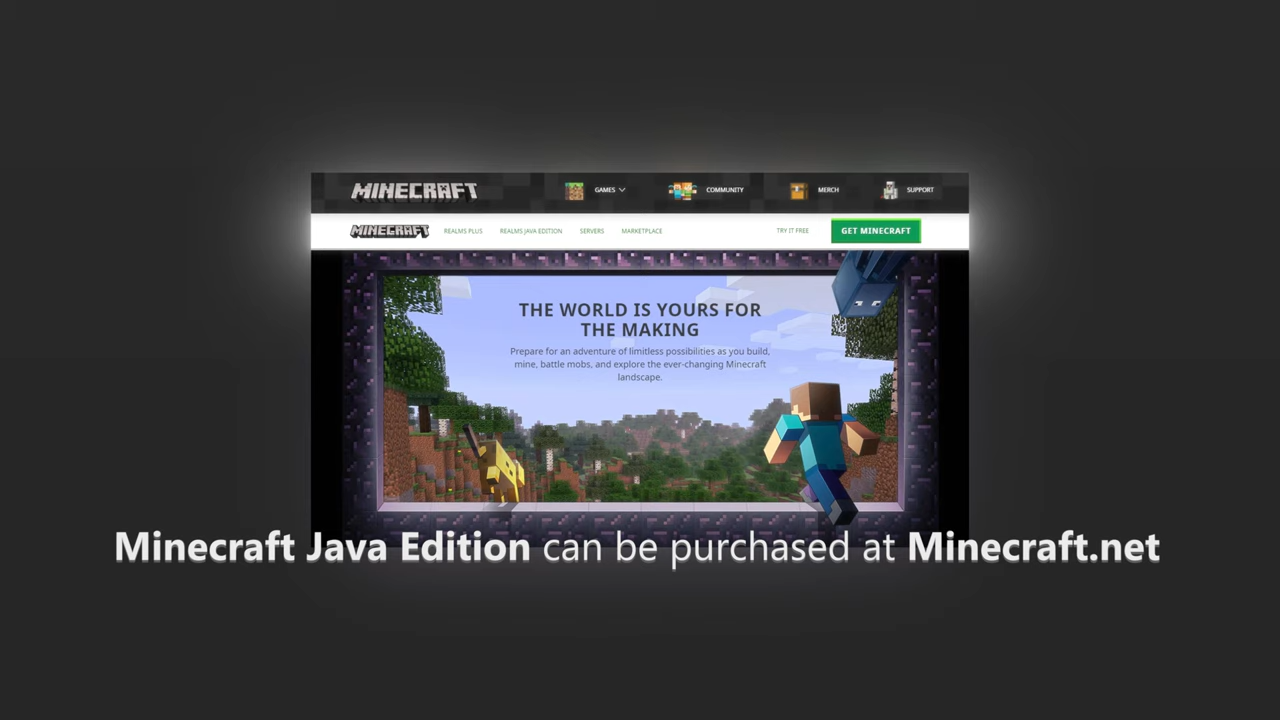 MINECRAFT
GAMES COMMUNITY MERCH SUPPORT
MINECRAFT REALMS PLUS REALMS JAVA EDITION SERVERS MARKETPLACE TRY IT FREE GET MINECRAFT
THE WORLD IS YOURS FOR
THE MAKING
Prepare for an adventure of limitless possibilities as you build,
mine, battle mobs, and explore the ever-changing Minecraft
landscape.
Minecraft Java Edition can be purchased at Minecraft.net